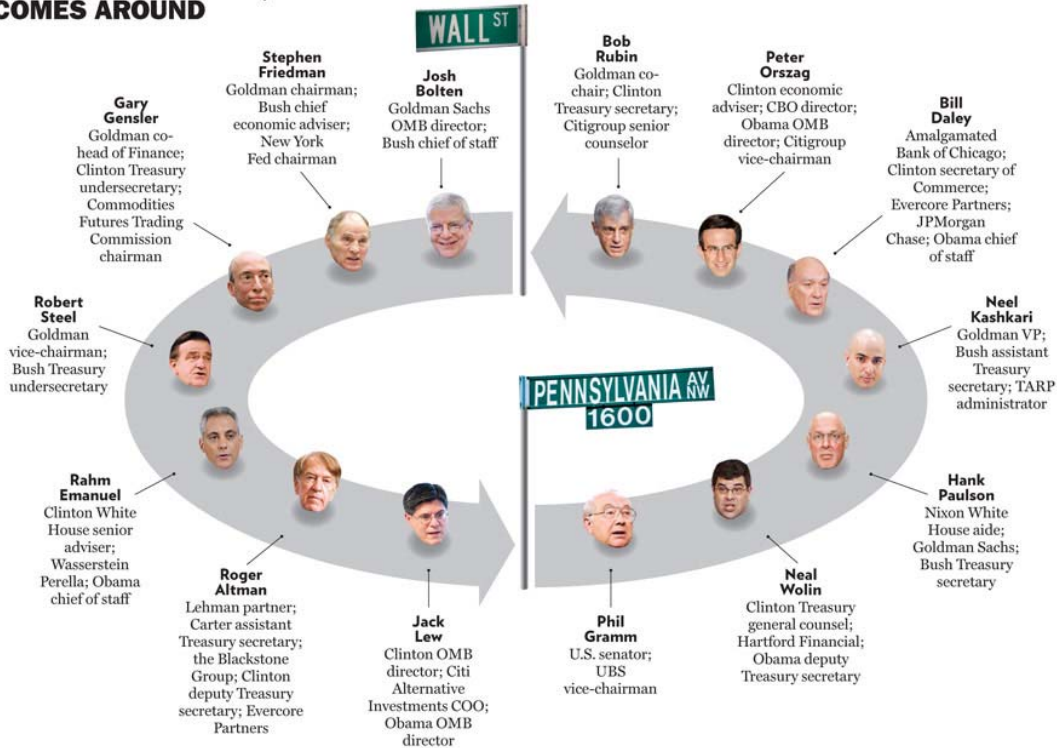 COMES AROUND
WALL ST
Stephen
Friedman
Goldman chairman;
Bush chief
economic adviser;
New York
Fed chairman
Josh
Bolten
Goldman Sachs
OMB director;
Bush chief of staff
Bob
Rubin
Goldman co-
chair; Clinton
Treasury secretary;
Citigroup senior
counselor
Peter
Orszag
Clinton economic
adviser; CBO director;
Obama OMB
director; Citigroup
vice-chairman
Gary
Gensler
Goldman co-
head of Finance;
Clinton Treasury
undersecretary;
Commodities
Futures Trading
Commission
chairman
Bill
Daley
Amalgamated
Bank of Chicago;
Clinton secretary of
Commerce;
Evercore Partners;
JPMorgan
Chase; Obama chief
of staff
Robert
Steel
Goldman
vice-chairman;
Bush Treasury
undersecretary
Neel
Kashkari
Goldman VP;
Bush assistant
Treasury
secretary; TARP
administrator
PENNSYLVANIA AV NW
1600
Rahm
Emanuel
Clinton White
House senior
adviser;
Wasserstein
Perella; Obama
chief of staff
Roger
Altman
Lehman partner;
Carter assistant
Treasury secretary;
the Blackstone
Group; Clinton
deputy Treasury
secretary; Evercore
Partners
Jack
Lew
Clinton OMB
director; Citi
Alternative
Investments COO;
Obama OMB
director
Phil
Gramm
U.S. senator;
UBS
vice-chairman
Neal
Wolin
Clinton Treasury
general counsel;
Hartford Financial;
Obama deputy
Treasury secretary
Hank
Paulson
Nixon White
House aide;
Goldman Sachs;
Bush Treasury
secretary